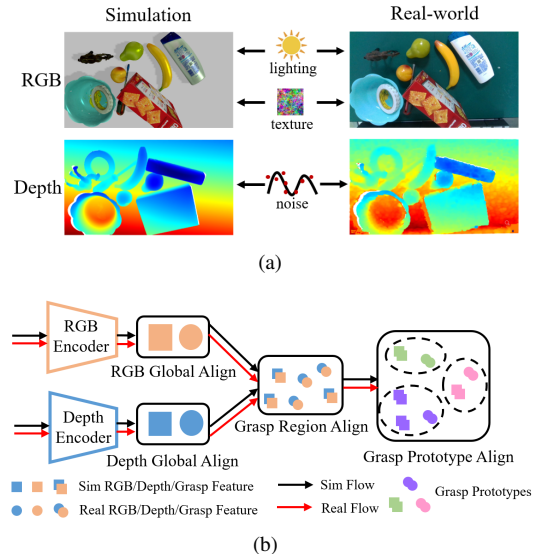 Simulation
Real-world
RGB
lighting
texture
Depth
noise
(a)
RGB
Encoder
RGB Global Align
Depth
Encoder
Depth Global Align
Grasp Region Align
Grasp Prototype Align
Sim RGB/Depth/Grasp Feature
Sim Flow
Grasp Prototypes
Real RGB/Depth/Grasp Feature
Real Flow
(b)